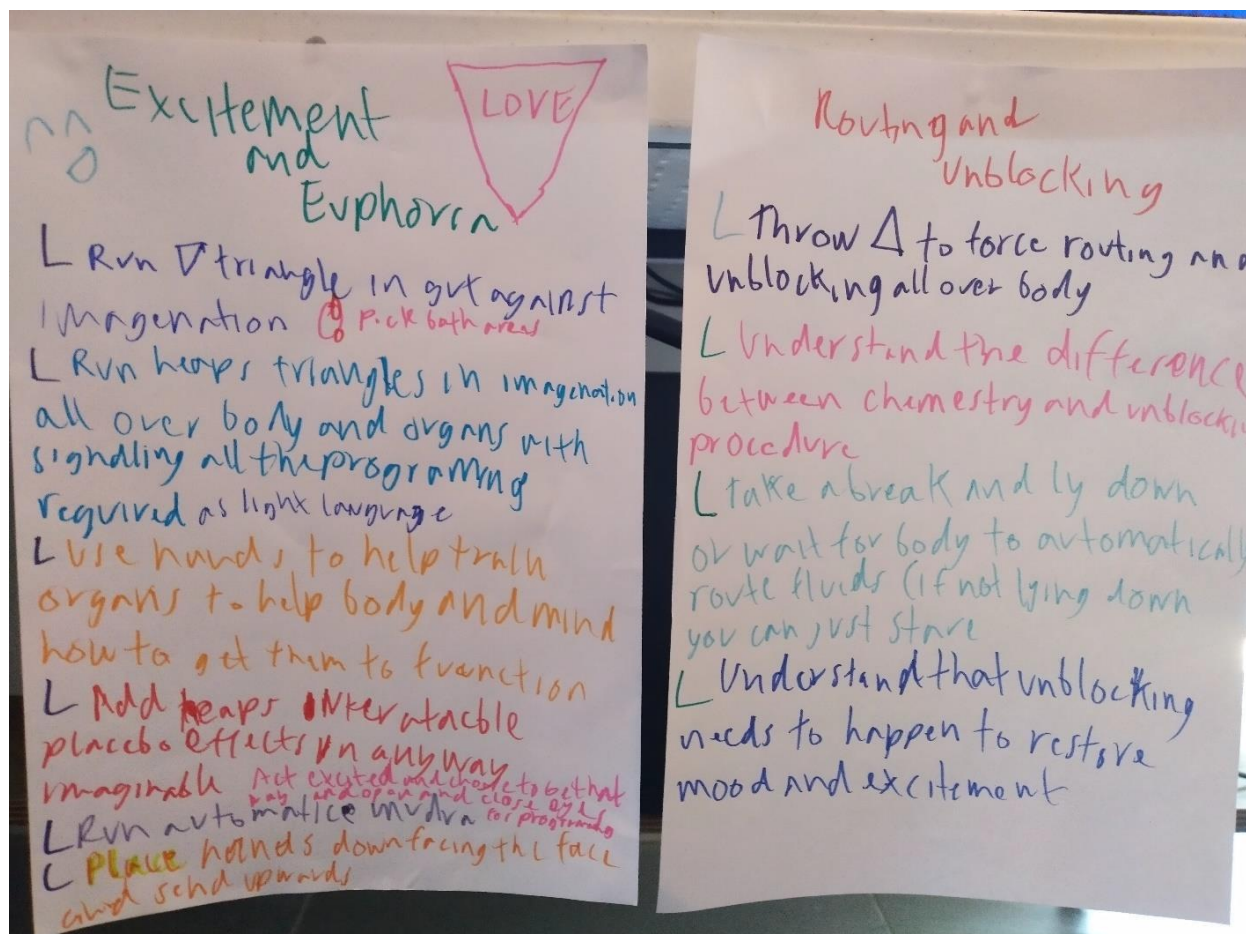 Excitement
and
Euphoria
LOVE
L Run ▽ triangle in gut against
Imagenation Pick both areas
L Run heaps triangles in imagenation
all over body and organs with
signalling all the programing
required as light language
L Use hands to help train
organs to help body and mind
how to get them to function
L Add heaps
placebo effects in anyway
imaginable Act excited and chose to be that
way and open and close eyes
L Run automatice mudra for programing
L Place hands down facing the face
and send upwards
Routing and
Unblocking
L Throw △ to force routing and
unblocking all over body
L Understand the difference
between chemestry and
procedure
L take a break and ly down
or wait for body to automatically
route fluids (if not lying down
you can just stare
L Understand that unblocking
needs to happen to restore
mood and excitement